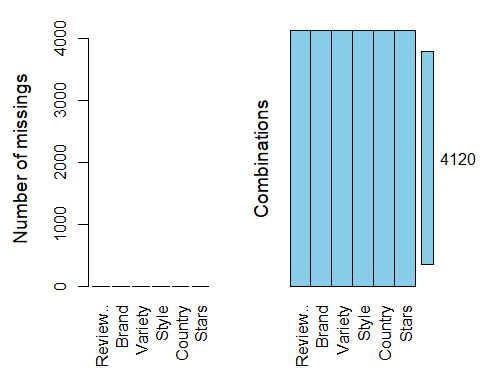 Number of missings
4000
3000
2000
1000
0
Review..
Brand
Variety
Style
Country
Stars
Combinations
4120
Review..
Brand
Variety
Style
Country
Stars